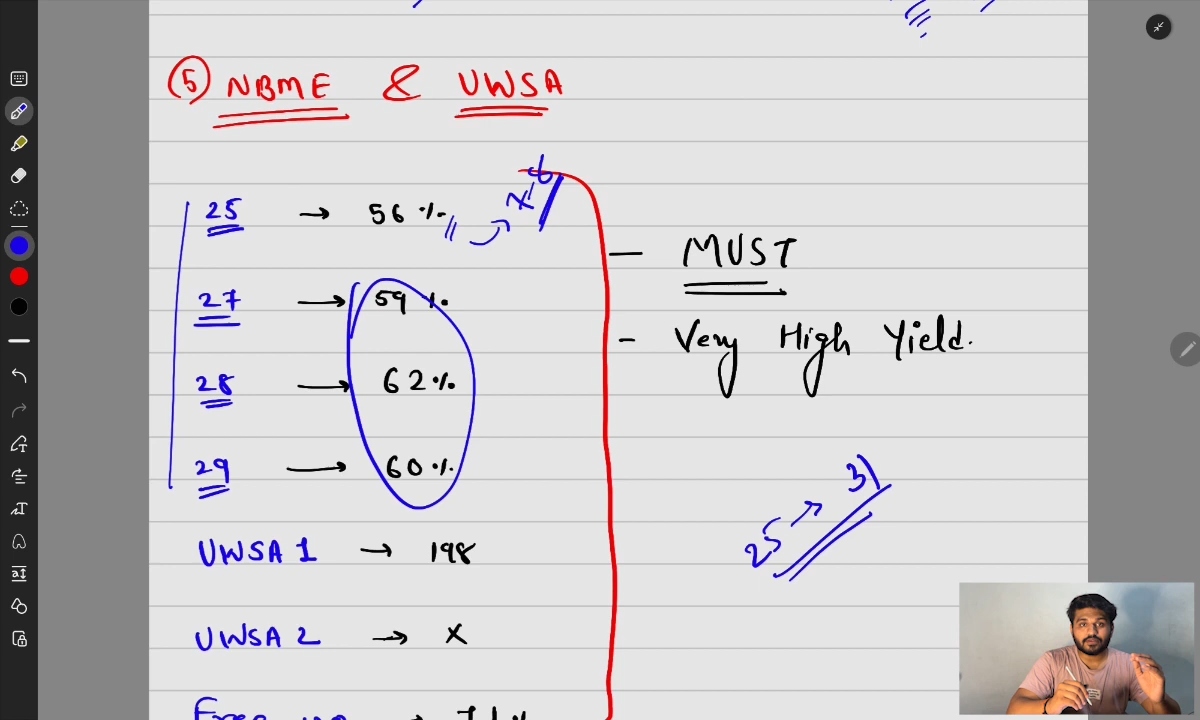 ⑤ NBME & UWSA
25 → 56 %
27 → 59 %
28 → 62 %
29 → 60 %
UWSA 1 → 198
UWSA 2 → X
- MUST
- Very High Yield.
25 → 31